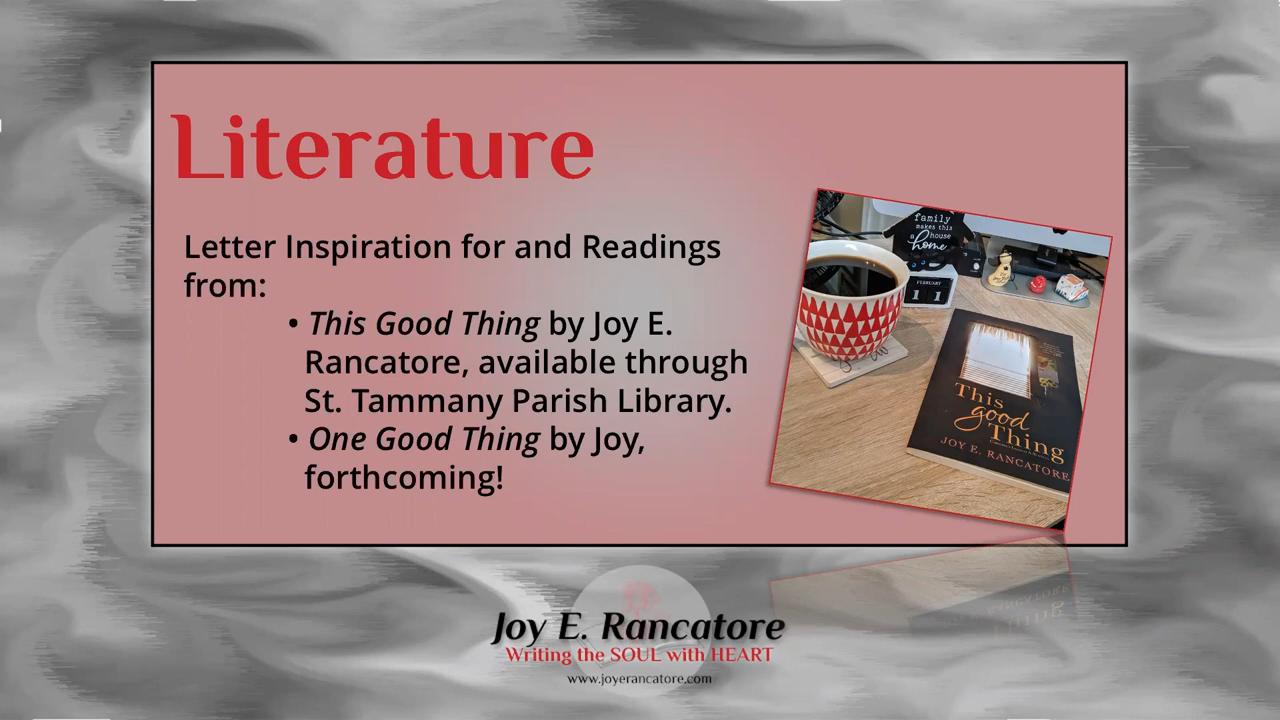 Literature
Letter Inspiration for and Readings
from:
• This Good Thing by Joy E.
Rancatore, available through
St. Tammany Parish Library.
• One Good Thing by Joy,
forthcoming!
family
makes this
a house
home
FEBRUARY
1 1
This
good
Thing
JOY E. RANCATORE
Joy E. Rancatore
Writing the SOUL with HEART
www.joyerancatore.com